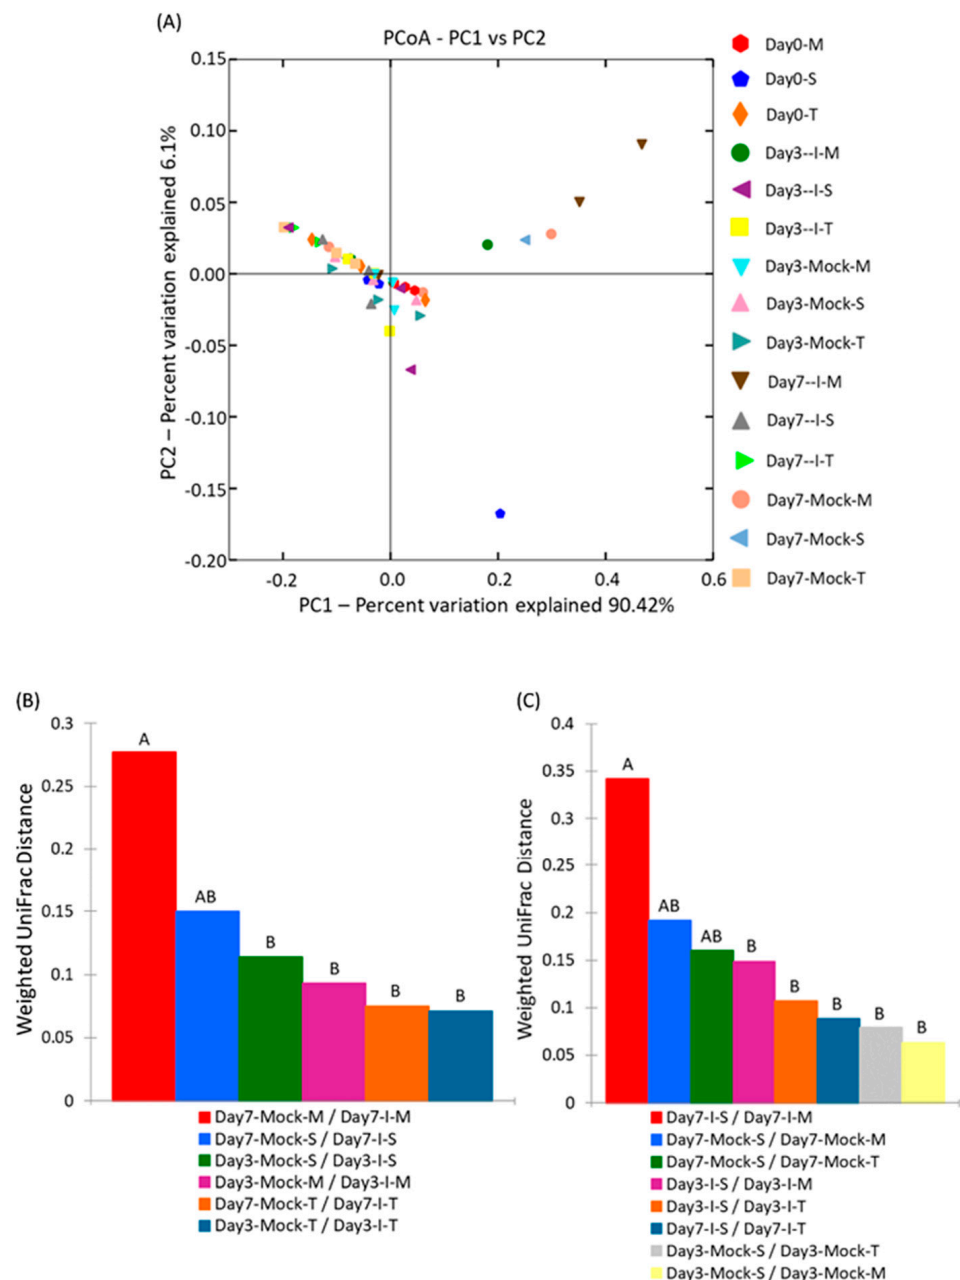 (A)
PCoA - PC1 vs PC2
PC2 – Percent variation explained 6.1%
0.15
0.10
0.05
0.00
-0.05
-0.10
-0.15
-0.20
-0.2
0.0
0.2
0.4
0.6
PC1 – Percent variation explained 90.42%
Day0-M
Day0-S
Day0-T
Day3--I-M
Day3--I-S
Day3--I-T
Day3-Mock-M
Day3-Mock-S
Day3-Mock-T
Day7--I-M
Day7--I-S
Day7--I-T
Day7-Mock-M
Day7-Mock-S
Day7-Mock-T
(B)
Weighted UniFrac Distance
0.3
0.25
0.2
0.15
0.1
0.05
0
A
AB
B
B
B
B
Day7-Mock-M / Day7-I-M
Day7-Mock-S / Day7-I-S
Day3-Mock-S / Day3-I-S
Day3-Mock-M / Day3-I-M
Day7-Mock-T / Day7-I-T
Day3-Mock-T / Day3-I-T
(C)
Weighted UniFrac Distance
0.4
0.35
0.3
0.25
0.2
0.15
0.1
0.05
0
A
AB
AB
B
B
B
B
B
Day7-I-S / Day7-I-M
Day7-Mock-S / Day7-Mock-M
Day7-Mock-S / Day7-Mock-T
Day3-I-S / Day3-I-M
Day3-I-S / Day3-I-T
Day7-I-S / Day7-I-T
Day3-Mock-S / Day3-Mock-T
Day3-Mock-S / Day3-Mock-M